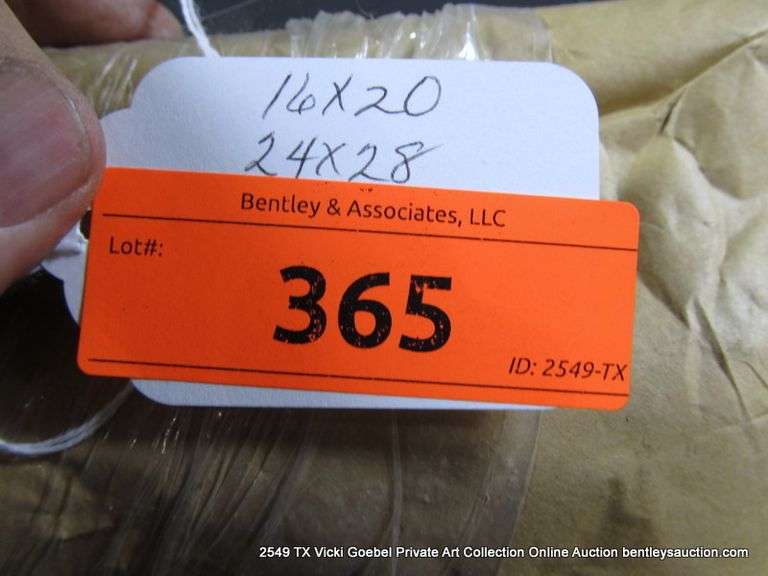 16X20
24X28
Bentley & Associates, LLC
Lot#:
365
ID: 2549-TX
2549 TX Vicki Goebel Private Art Collection Online Auction bentleysauction.com